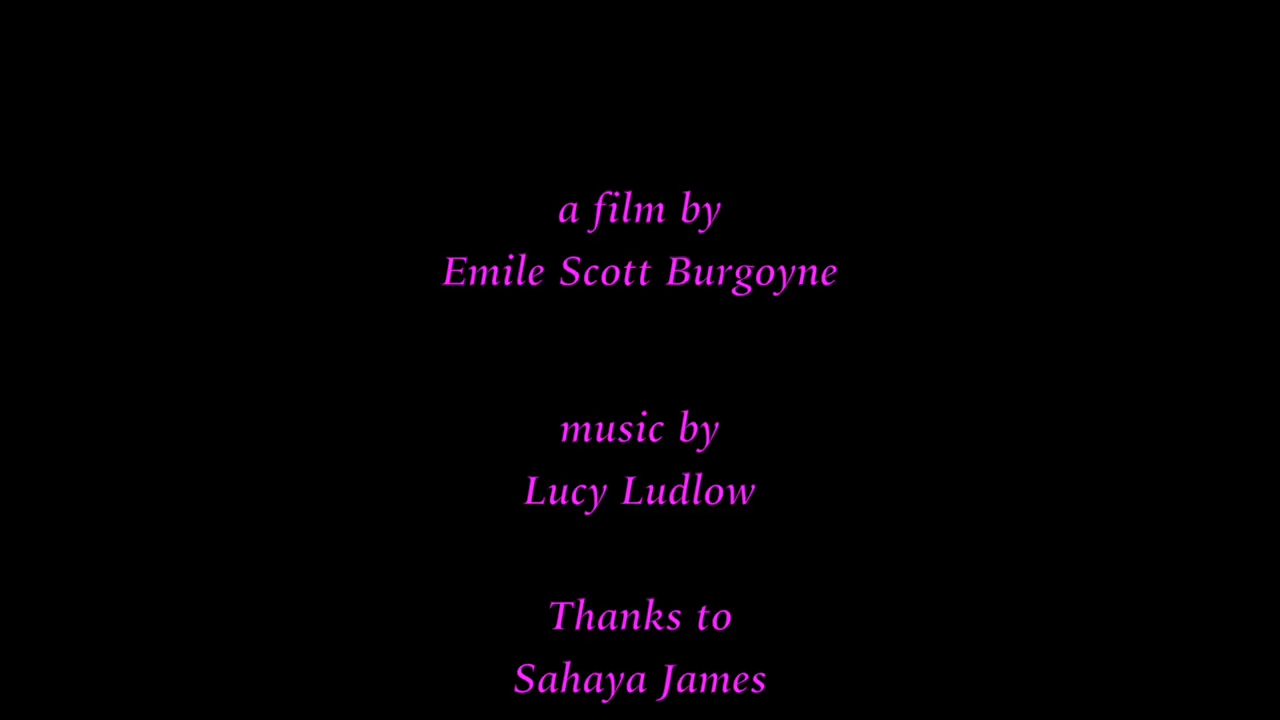 a film by
Emile Scott Burgoyne
music by
Lucy Ludlow
Thanks to
Sahaya James